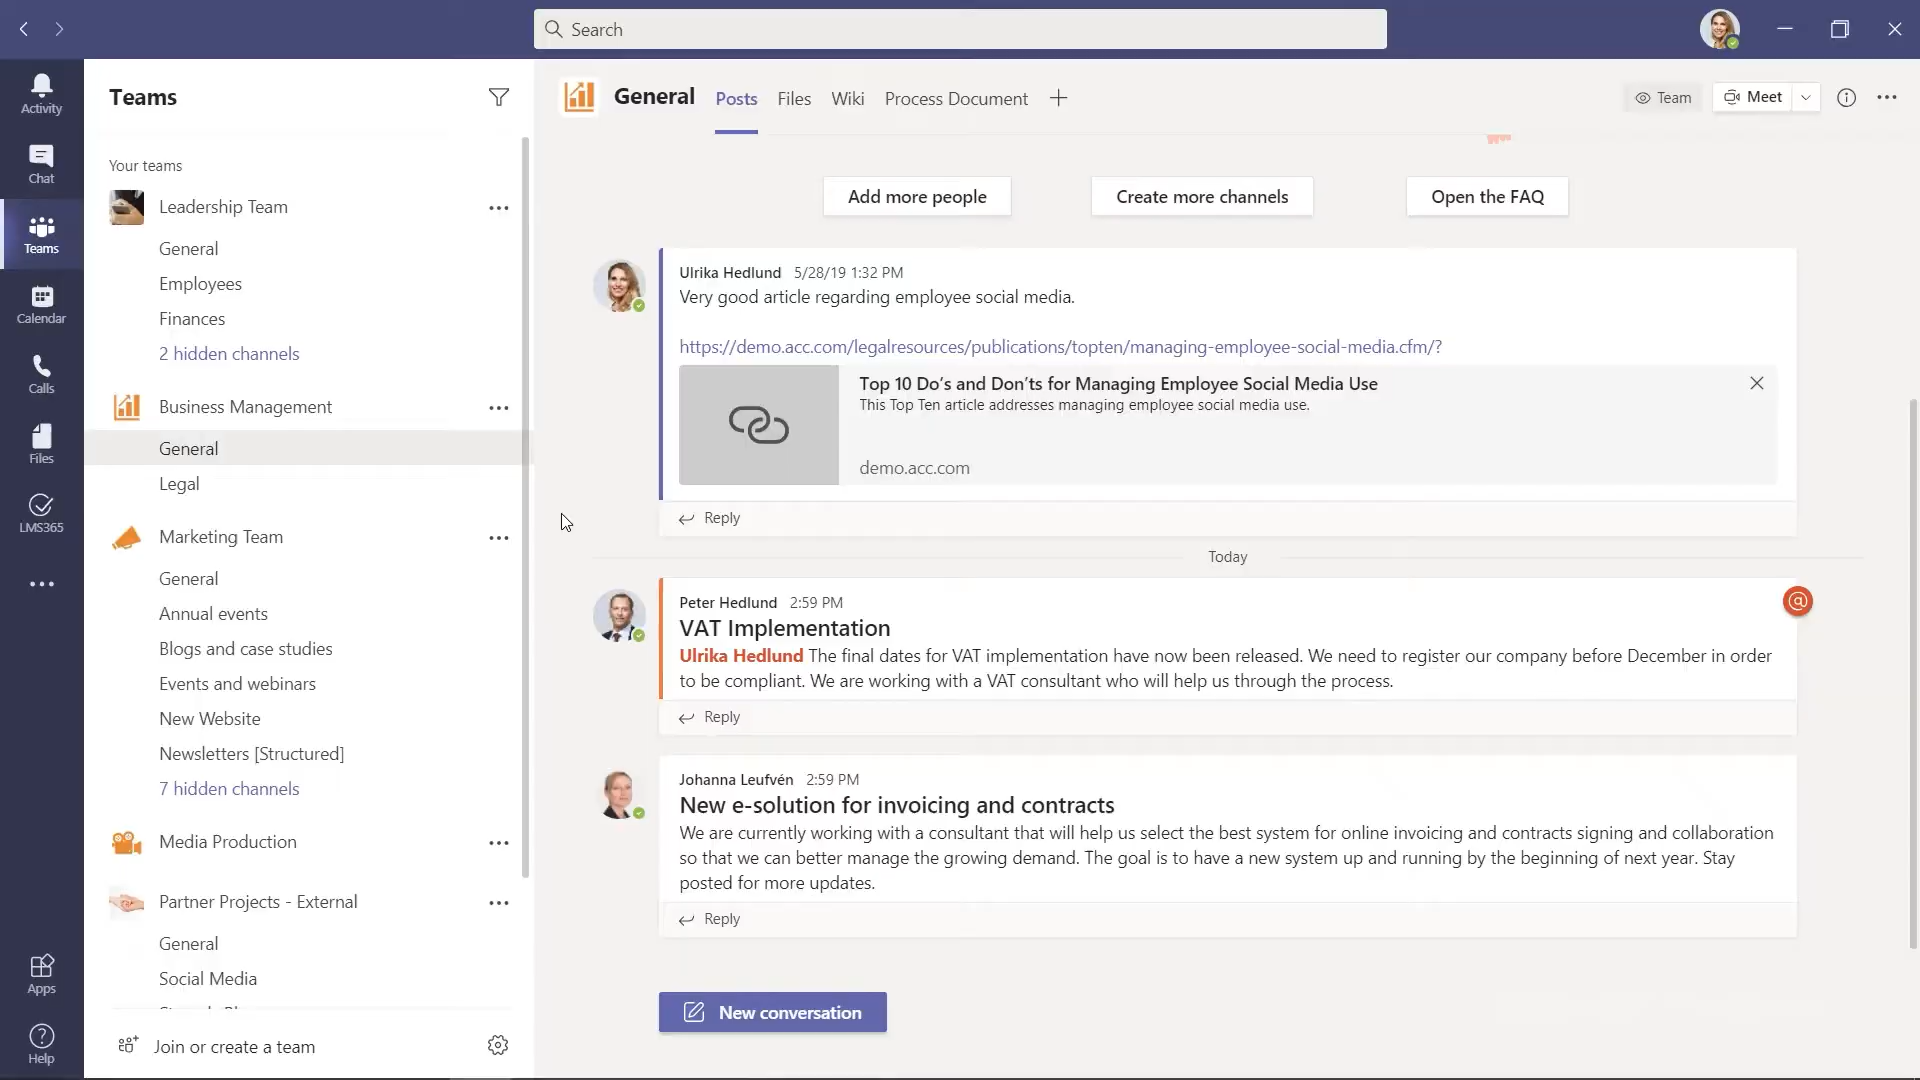 Search
Activity
Chat
Teams
Calendar
Calls
Files
LMS365
Apps
Help
Teams
Your teams
Leadership Team
General
Employees
Finances
2 hidden channels
Business Management
General
Legal
Marketing Team
General
Annual events
Blogs and case studies
Events and webinars
New Website
Newsletters [Structured]
7 hidden channels
Media Production
Partner Projects - External
General
Social Media
Join or create a team
General Posts Files Wiki Process Document
Team Meet
Add more people Create more channels Open the FAQ
Ulrika Hedlund 5/28/19 1:32 PM
Very good article regarding employee social media.
https://demo.acc.com/legalresources/publications/topten/managing-employee-social-media.cfm/?
Top 10 Do’s and Don’ts for Managing Employee Social Media Use
This Top Ten article addresses managing employee social media use.
demo.acc.com
Reply
Today
Peter Hedlund 2:59 PM
@
VAT Implementation
Ulrika Hedlund The final dates for VAT implementation have now been released. We need to register our company before December in order
to be compliant. We are working with a VAT consultant who will help us through the process.
Reply
Johanna Leufvén 2:59 PM
New e-solution for invoicing and contracts
We are currently working with a consultant that will help us select the best system for online invoicing and contracts signing and collaboration
so that we can better manage the growing demand. The goal is to have a new system up and running by the beginning of next year. Stay
posted for more updates.
Reply
New conversation